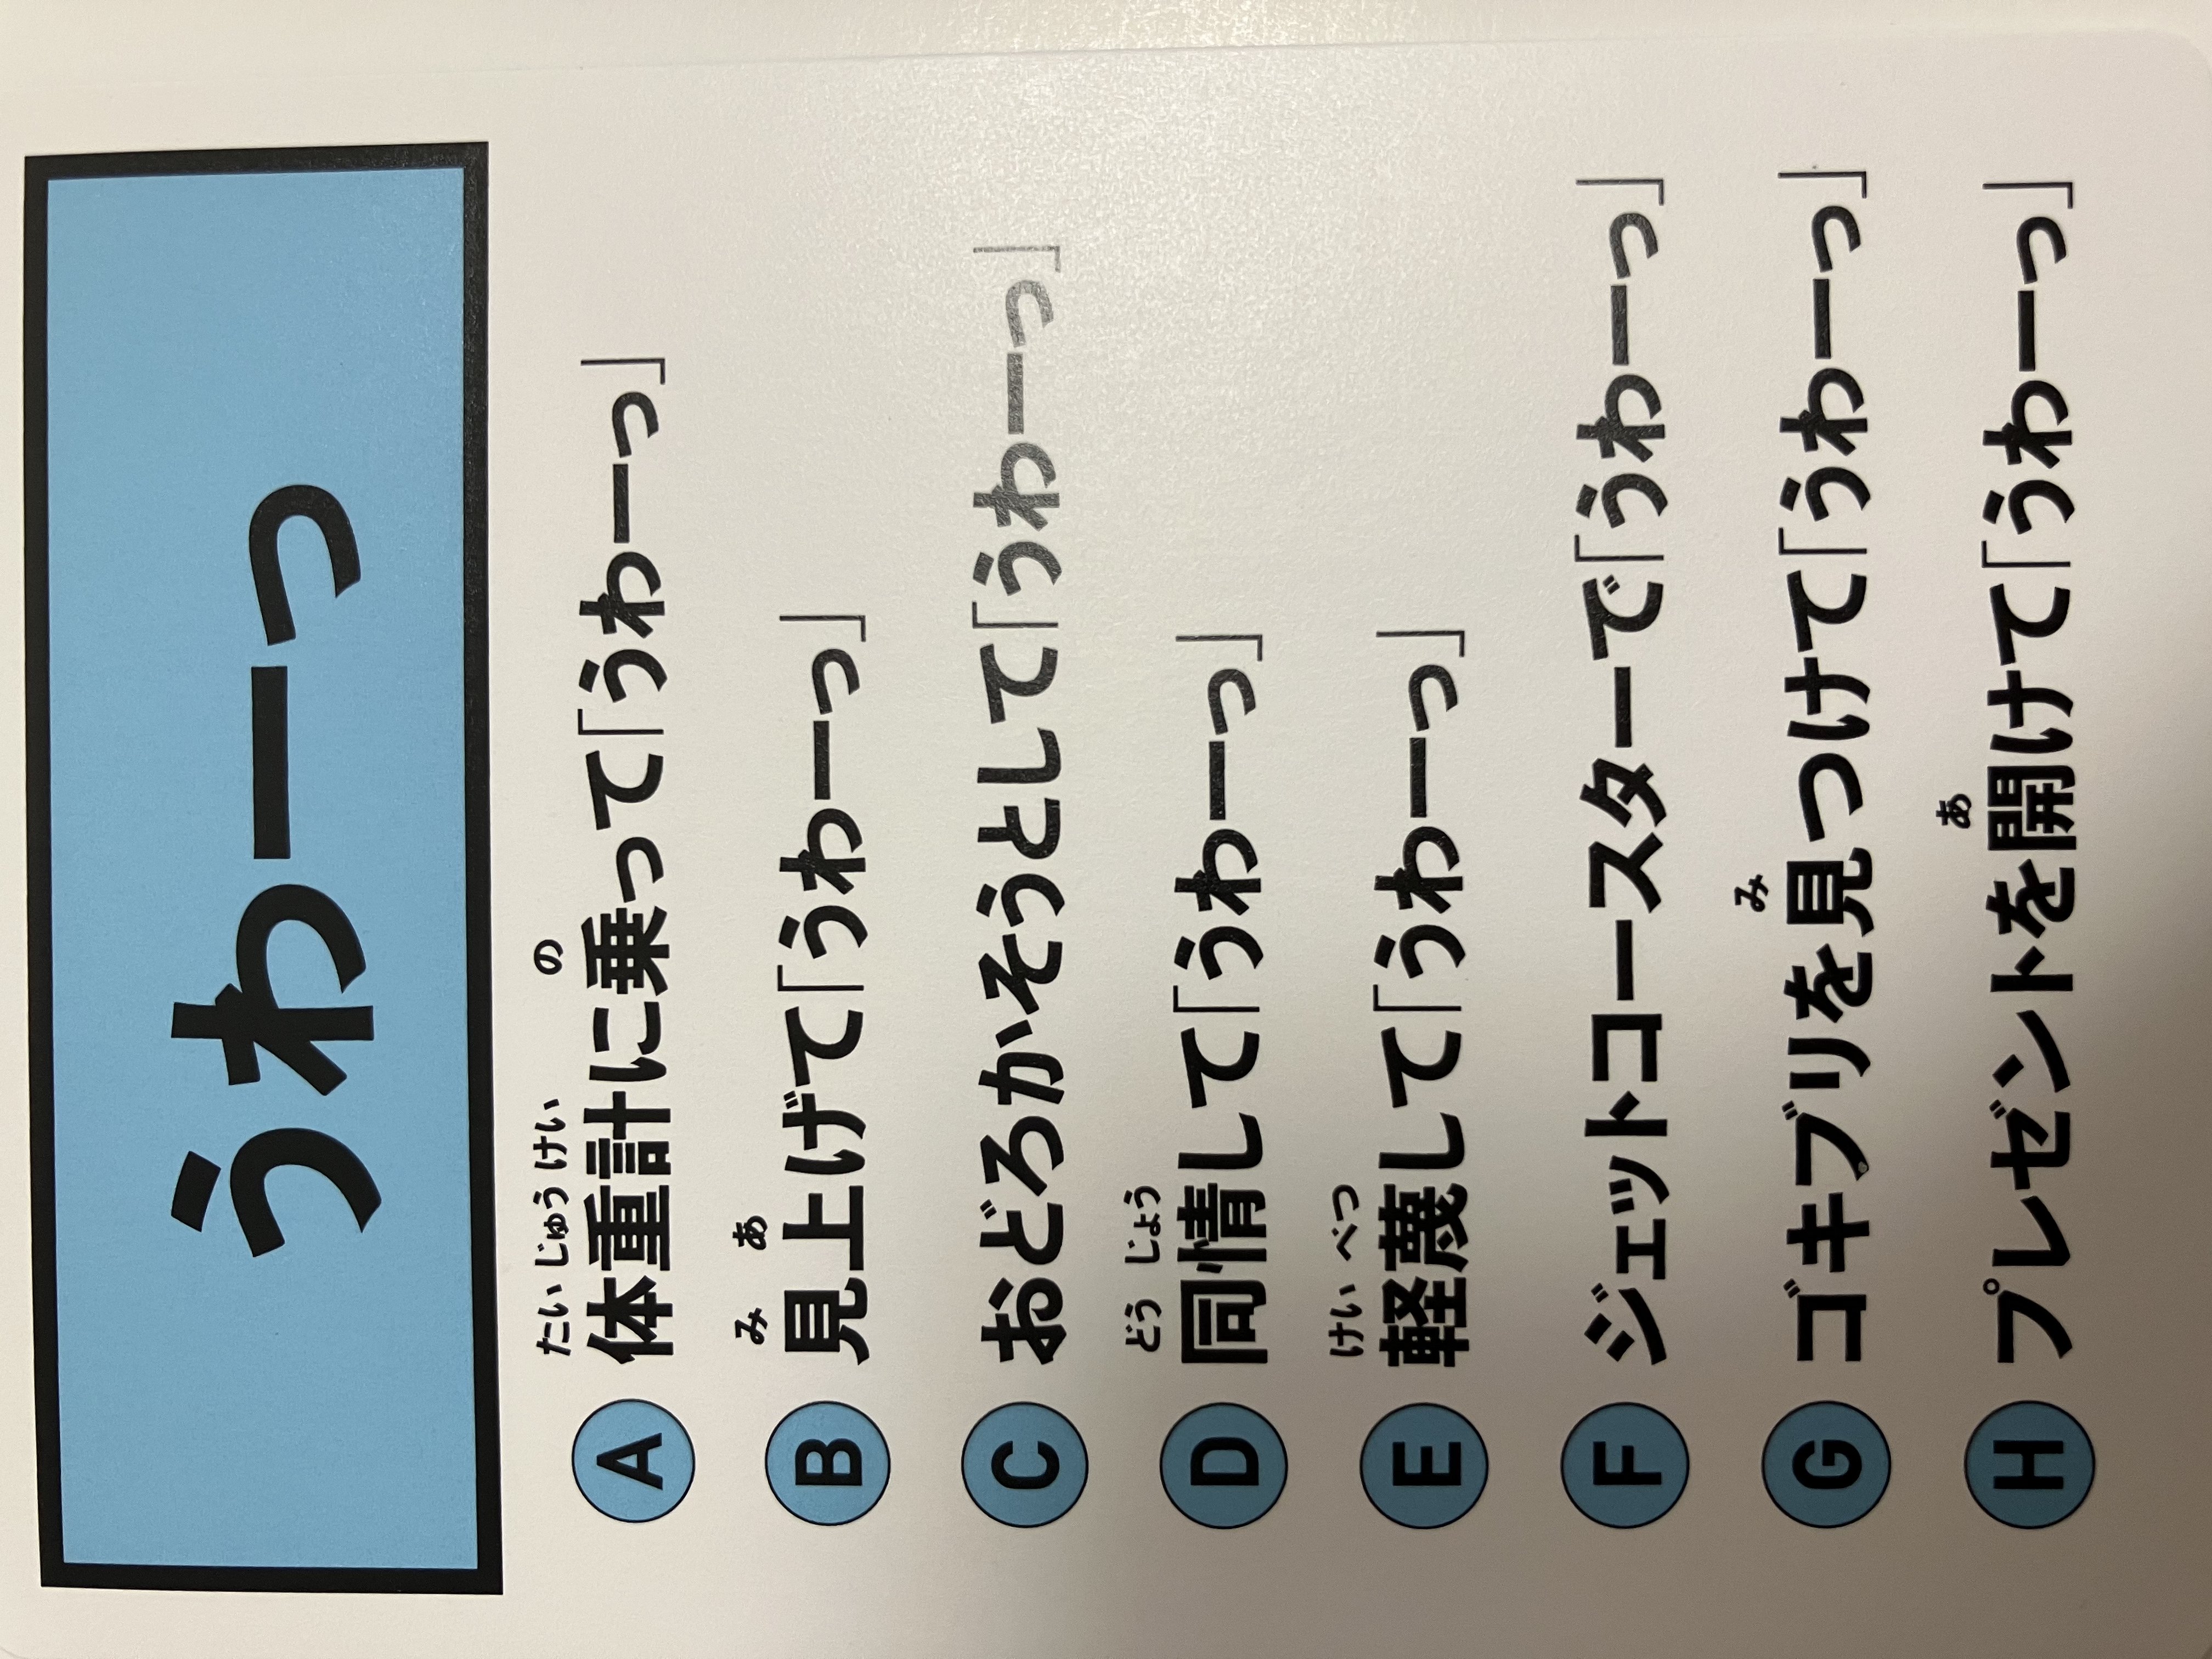 うわーっ
たいじゅうけい の
A 体重計に乗って「うわーっ」
み あ
B 見上げて「うわーっ」
C おどろかそうとして「うわーっ」
どうじょう
D 同情して「うわーっ」
けいべつ
E 軽蔑して「うわーっ」
F ジェットコースターで「うわーっ」
み
G ゴキブリを見つけて「うわーっ」
あ
H プレゼントを開けて「うわーっ」